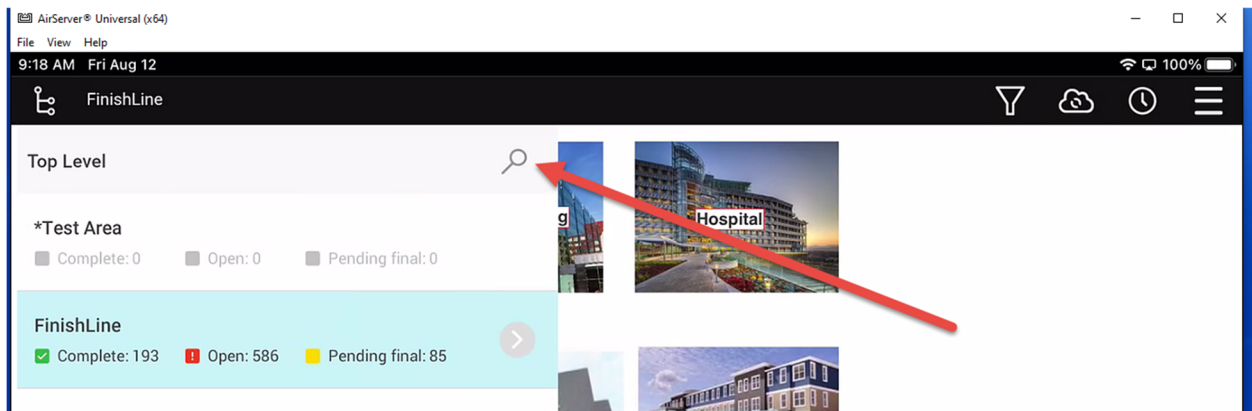 AirServer® Universal (x64)
File View Help
9:18 AM Fri Aug 12
100%
FinishLine
Top Level
*Test Area
Complete: 0 Open: 0 Pending final: 0
FinishLine
Complete: 193 Open: 586 Pending final: 85
g
Hospital